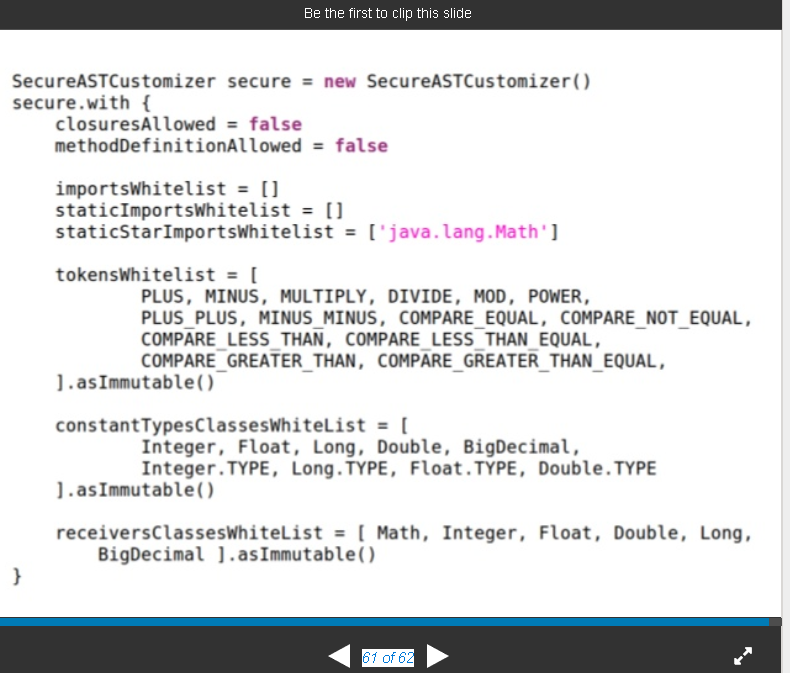 Be the first to clip this slide
SecureASTCustomizer secure = new SecureASTCustomizer()
secure.with {
    closuresAllowed = false
    methodDefinitionAllowed = false
    importsWhitelist = []
    staticImportsWhitelist = []
    staticStarImportsWhitelist = ['java.lang.Math']
    tokensWhitelist = [
            PLUS, MINUS, MULTIPLY, DIVIDE, MOD, POWER,
            PLUS_PLUS, MINUS_MINUS, COMPARE_EQUAL, COMPARE_NOT_EQUAL,
            COMPARE_LESS_THAN, COMPARE_LESS_THAN_EQUAL,
            COMPARE_GREATER_THAN, COMPARE_GREATER_THAN_EQUAL,
    ].asImmutable()
    constantTypesClassesWhiteList = [
            Integer, Float, Long, Double, BigDecimal,
            Integer.TYPE, Long.TYPE, Float.TYPE, Double.TYPE
    ].asImmutable()
    receiversClassesWhiteList = [ Math, Integer, Float, Double, Long,
        BigDecimal ].asImmutable()
}
61 of 62